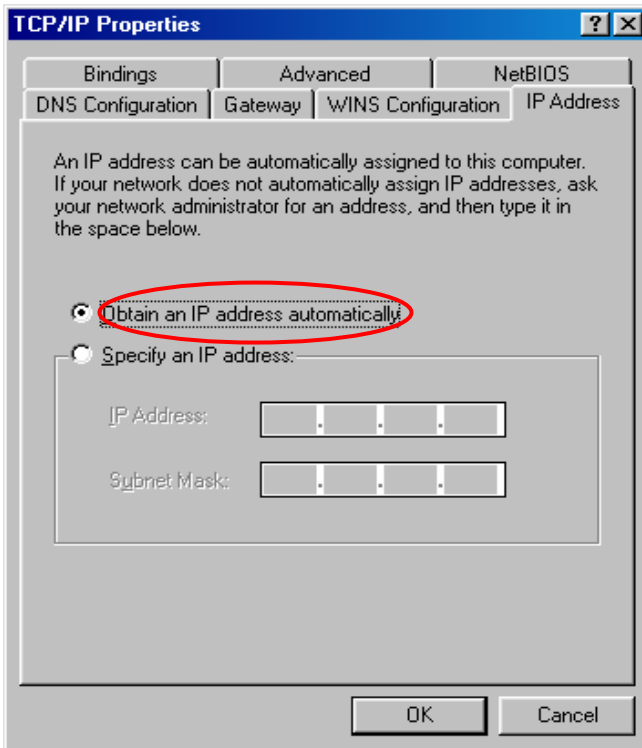 TCP/IP Properties
Bindings
Advanced
NetBIOS
DNS Configuration
Gateway
WINS Configuration
IP Address
An IP address can be automatically assigned to this computer.
If your network does not automatically assign IP addresses, ask
your network administrator for an address, and then type it in
the space below.
Obtain an IP address automatically
Specify an IP address:
IP Address:
Subnet Mask:
OK
Cancel